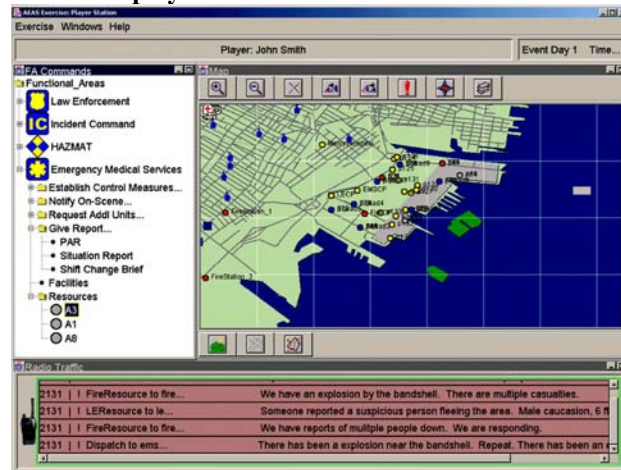 AEAS Exercise: Player Station
Exercise Windows Help
Player: John Smith
Event Day 1 Time...
FA Commands
Functional_Areas
Law Enforcement
IC Incident Command
HAZMAT
Emergency Medical Services
Establish Control Measures...
Notify On-Scene...
Request Addl Units...
Give Report...
PAR
Situation Report
Shift Change Brief
Facilities
Resources
A3
A1
A8
Map
LECP
EMSCP
FireStation_1
FireStation_2
Radio Traffic
2131 | ! FireResource to fire... We have an explosion by the bandshell. There are multiple casualties.
2131 | ! LEResource to le... Someone reported a suspicious person fleeing the area. Male caucasion, 6 ft
2131 | ! FireResource to fire... We have reports of mulitple people down. We are responding.
2131 | ! Dispatch to ems... There has been a explosion near the bandshell. Repeat. There has been an e